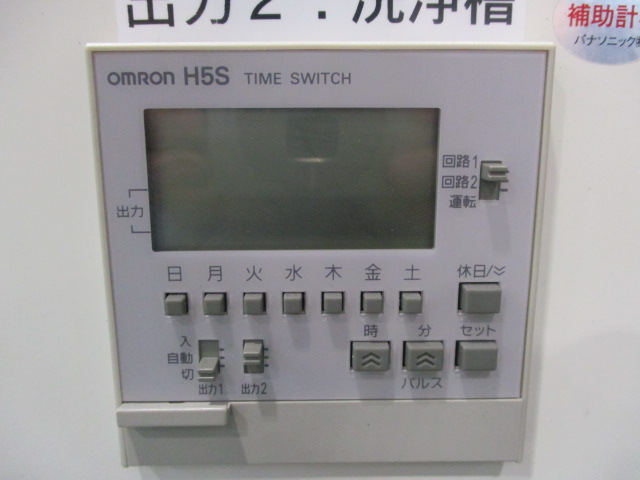 出力2：洗浄槽
補助計
パナソニック
omron H5S TIME SWITCH
回路1
回路2
運転
出力
日 月 火 水 木 金 土 休日/
時 分 セット
入
自動
切
パルス
出力1 出力2